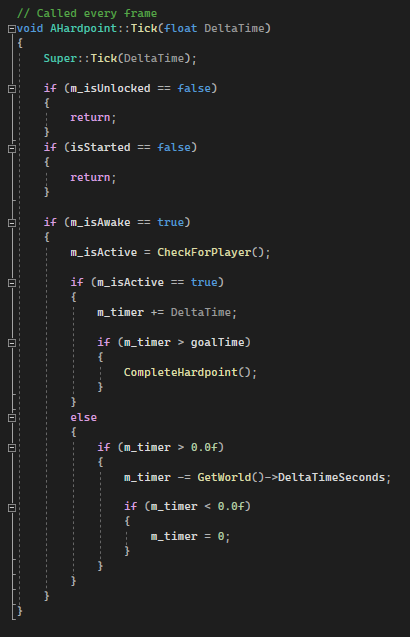 // Called every frame
void AHardpoint::Tick(float DeltaTime)
{
    Super::Tick(DeltaTime);

    if (m_isUnlocked == false)
    {
        return;
    }
    if (isStarted == false)
    {
        return;
    }

    if (m_isAwake == true)
    {
        m_isActive = CheckForPlayer();

        if (m_isActive == true)
        {
            m_timer += DeltaTime;

            if (m_timer > goalTime)
            {
                CompleteHardpoint();
            }
        }
        else
        {
            if (m_timer > 0.0f)
            {
                m_timer -= GetWorld()->DeltaTimeSeconds;

                if (m_timer < 0.0f)
                {
                    m_timer = 0;
                }
            }
        }
    }
}